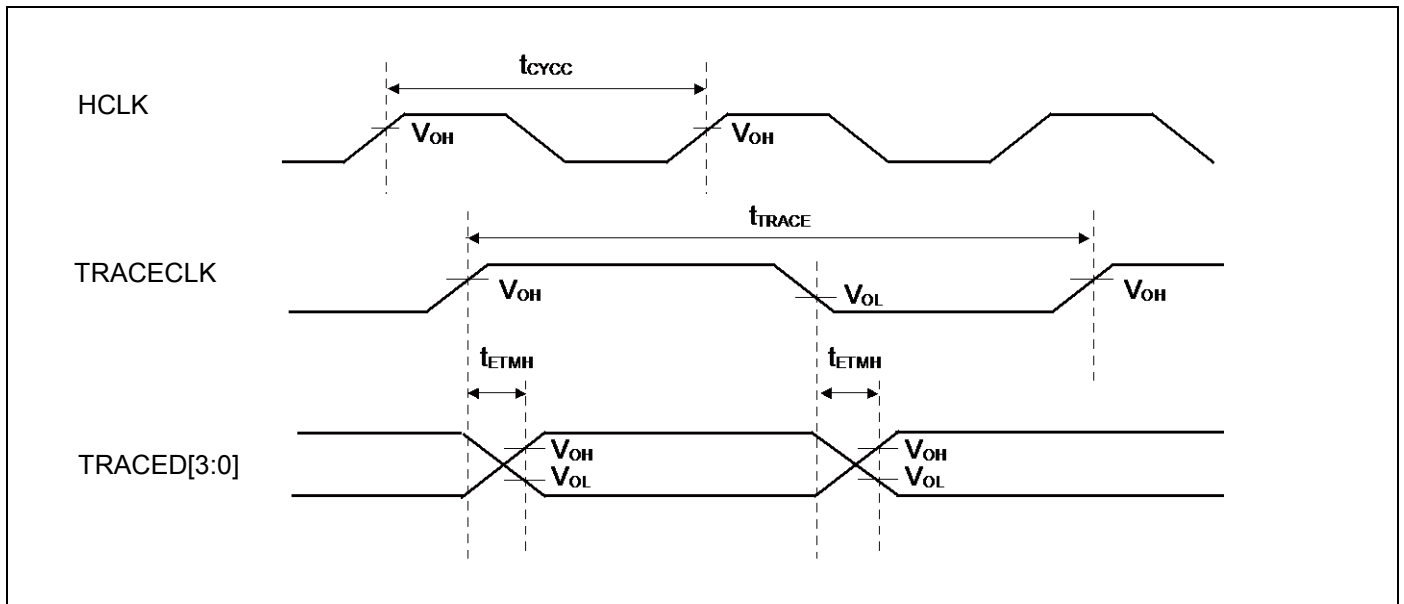 tCYCC
HCLK
VOH VOH
tTRACE
TRACECLK
VOH VOL VOH
tETMH tETMH
TRACED[3:0]
VOH VOH
VOL VOL